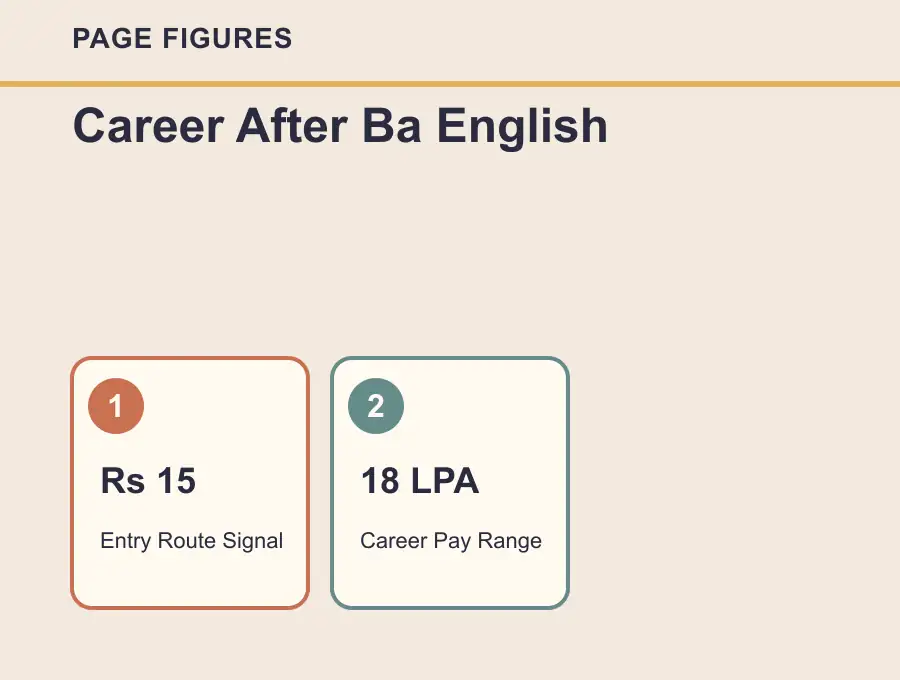 PAGE FIGURES
Career After Ba English
1
Rs 15
Entry Route Signal
2
18 LPA
Career Pay Range